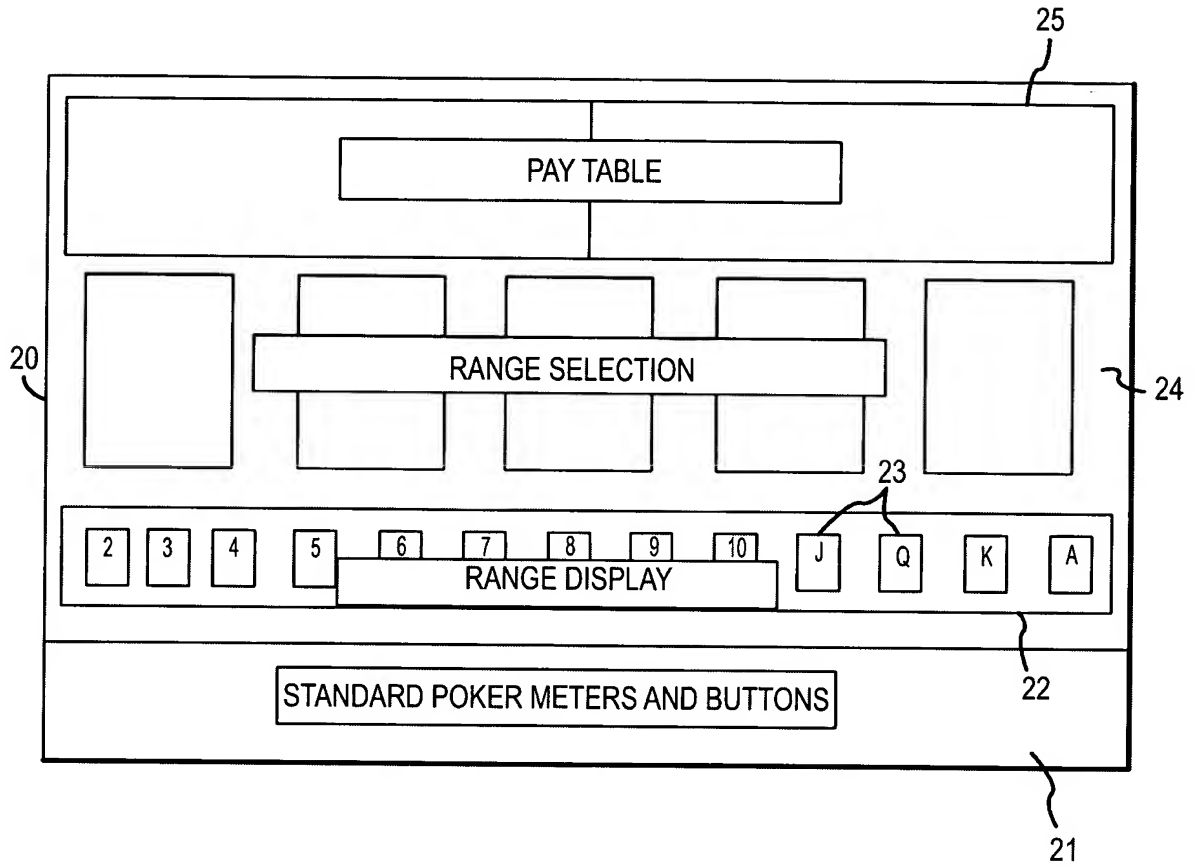 25
PAY TABLE
20
RANGE SELECTION
24
23
2 3 4 5 6 7 8 9 10 J Q K A
RANGE DISPLAY
22
STANDARD POKER METERS AND BUTTONS
21